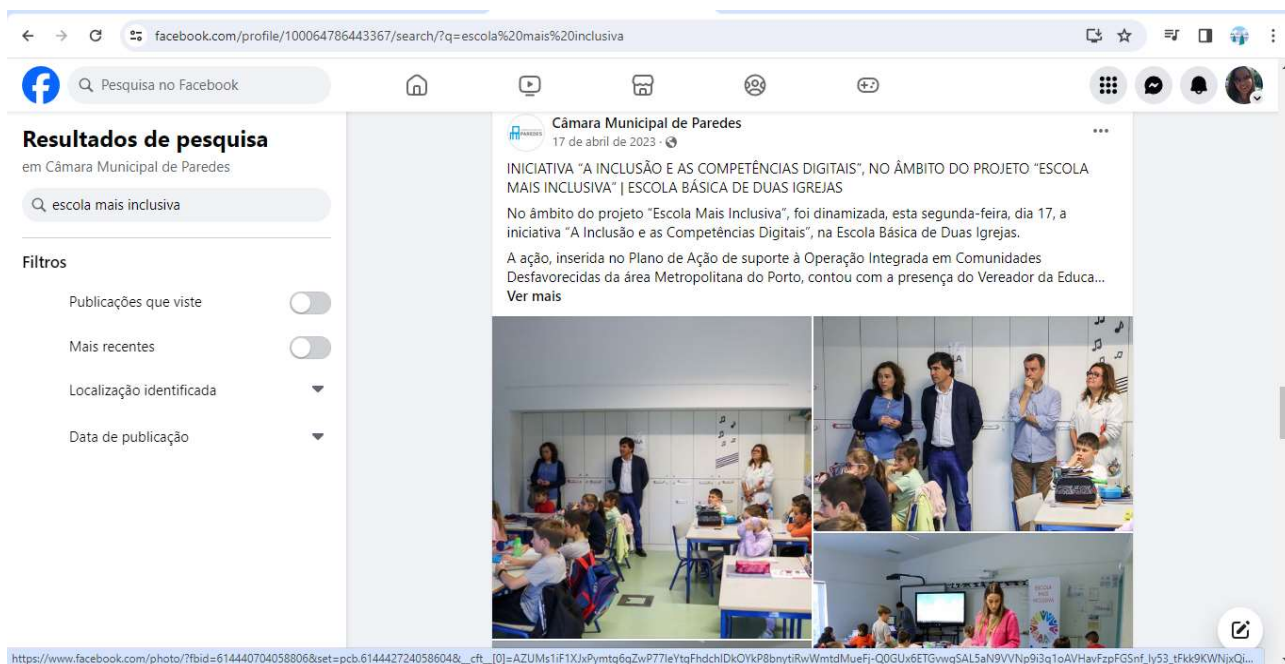 facebook.com/profile/100064786443367/search/?q=escola%20mais%20inclusiva
Pesquisa no Facebook
Resultados de pesquisa
em Câmara Municipal de Paredes
escola mais inclusiva
Filtros
Publicações que viste
Mais recentes
Localização identificada
Data de publicação
PAREDES
Câmara Municipal de Paredes
17 de abril de 2023 ·
INICIATIVA “A INCLUSÃO E AS COMPETÊNCIAS DIGITAIS”, NO ÂMBITO DO PROJETO “ESCOLA
MAIS INCLUSIVA” | ESCOLA BÁSICA DE DUAS IGREJAS
No âmbito do projeto “Escola Mais Inclusiva”, foi dinamizada, esta segunda-feira, dia 17, a
iniciativa “A Inclusão e as Competências Digitais”, na Escola Básica de Duas Igrejas.
A ação, inserida no Plano de Ação de suporte à Operação Integrada em Comunidades
Desfavorecidas da área Metropolitana do Porto, contou com a presença do Vereador da Educa...
Ver mais
ESCOLA
MAIS
INCLUSIVA